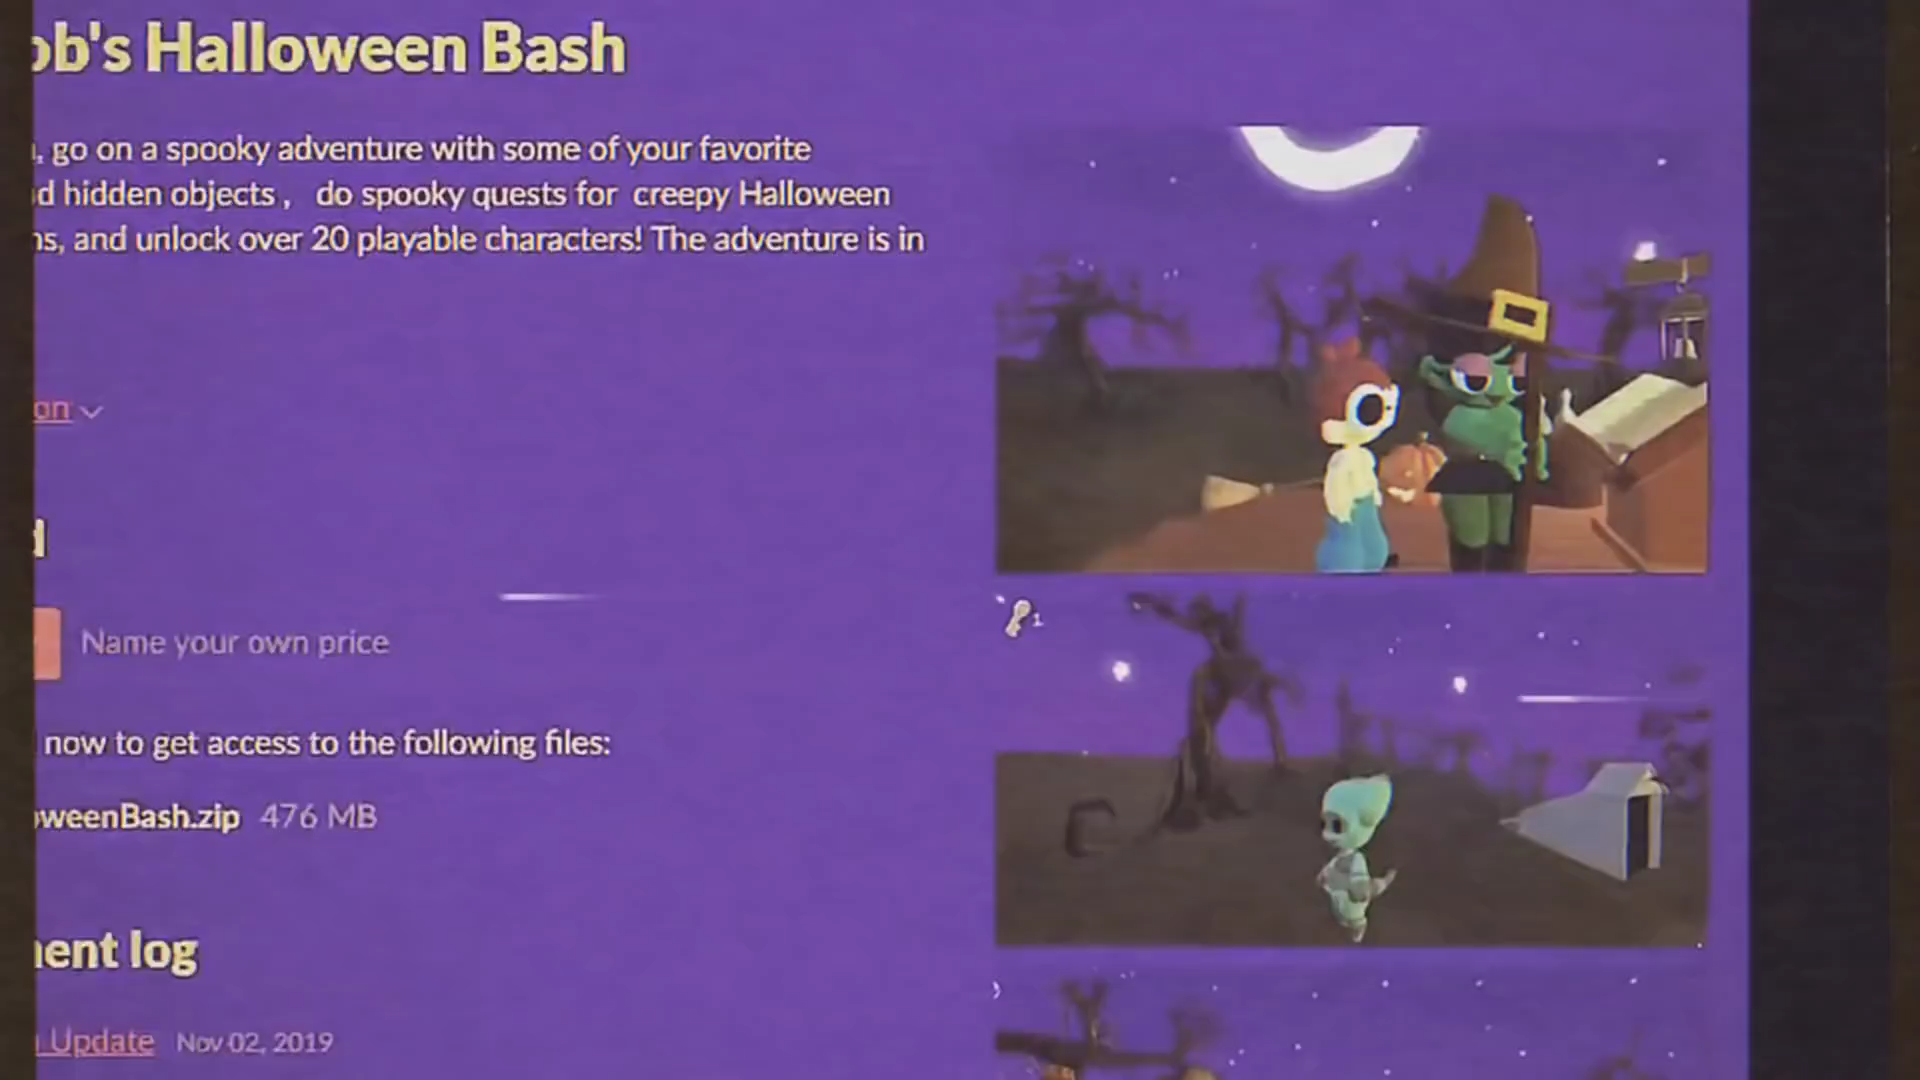 ob's Halloween Bash
, go on a spooky adventure with some of your favorite
d hidden objects , do spooky quests for creepy Halloween
ns, and unlock over 20 playable characters! The adventure is in
on
d
Name your own price
now to get access to the following files:
oweenBash.zip 476 MB
1
ent log
Update Nov 02, 2019